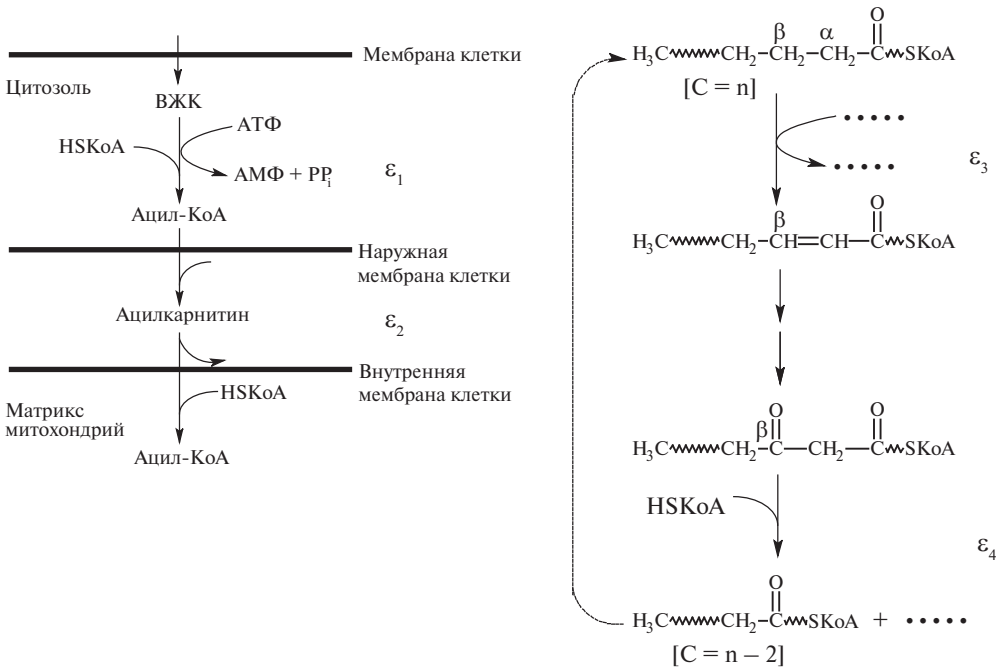 Мембрана клетки
Цитозоль
ВЖК
HSKoA
АТФ
АМФ + PPi
ε1
Ацил-КоА
Наружная
мембрана клетки
Ацилкарнитин
ε2
Внутренняя
мембрана клетки
HSKoA
Матрикс
митохондрий
Ацил-КоА
β α O
H3C CH2—CH2—CH2—C SKoA
[C = n]
• • • • •
• • • • •
ε3
β O
H3C CH2—CH=CH—C SKoA
β O O
H3C CH2—C—CH2—C SKoA
HSKoA
ε4
O
H3C CH2—C SKoA + • • • • •
[C = n – 2]